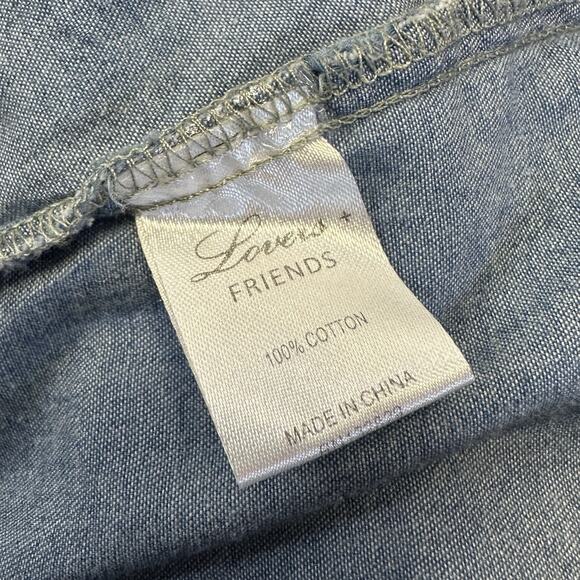 Lovers +
FRIENDS
100% COTTON
MADE IN CHINA